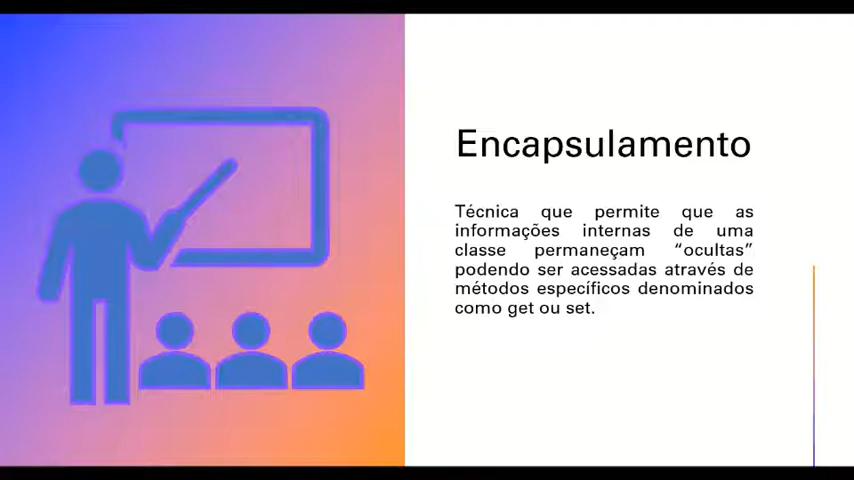 Encapsulamento
Técnica que permite que as
informações internas de uma
classe permaneçam “ocultas”
podendo ser acessadas através de
métodos específicos denominados
como get ou set.